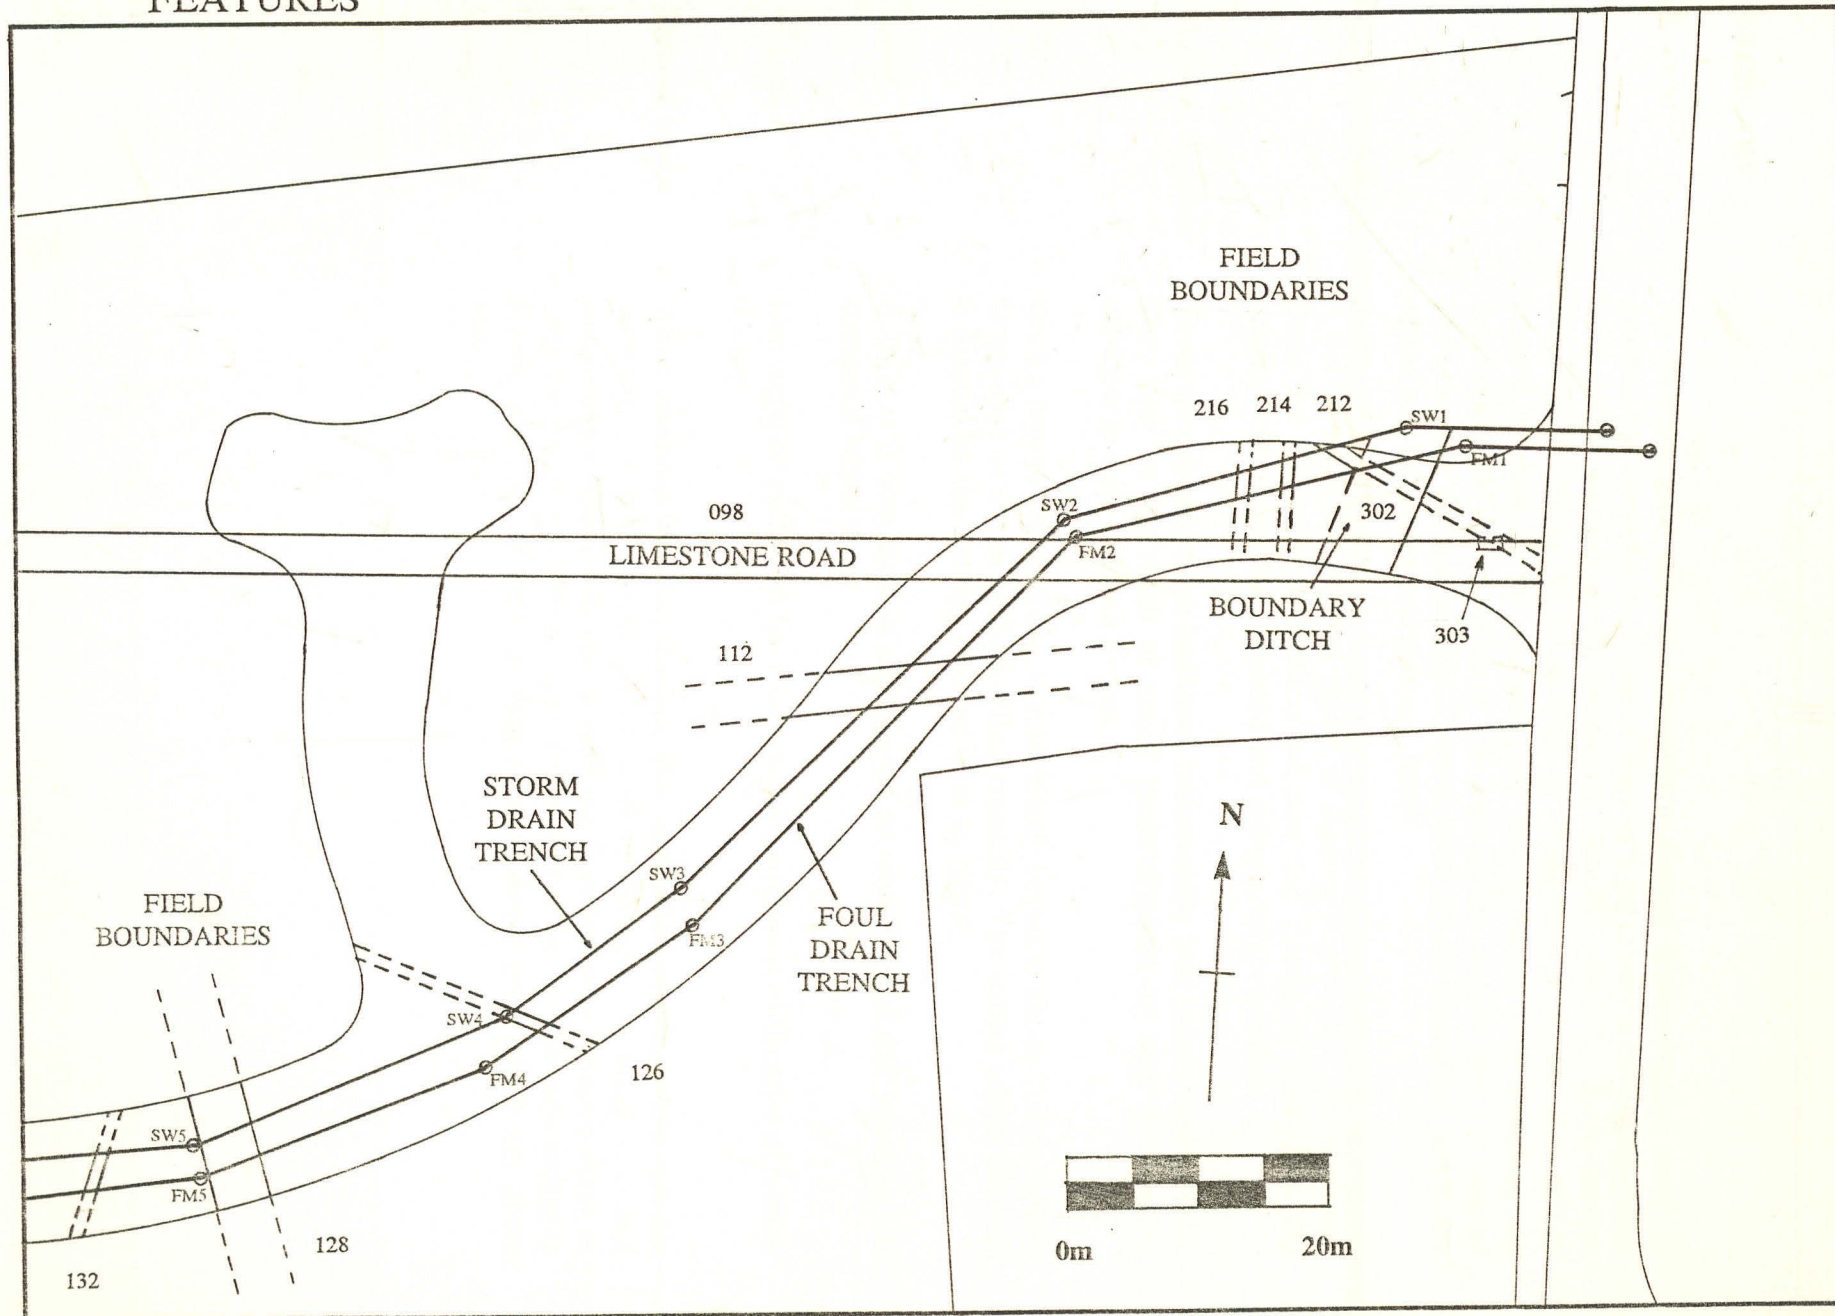 FEATURES
FIELD
BOUNDARIES
216
214
212
SW1
FM1
SW2
FM2
098
LIMESTONE ROAD
302
BOUNDARY
DITCH
303
112
STORM
DRAIN
TRENCH
N
SW3
FM3
FIELD
BOUNDARIES
FOUL
DRAIN
TRENCH
SW4
FM4
126
SW5
FM5
128
132
0m
20m